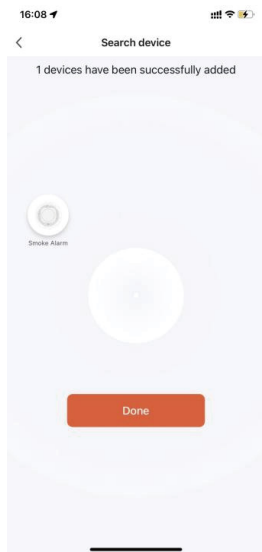 16:08
Search device
1 devices have been successfully added
Smoke Alarm
Done